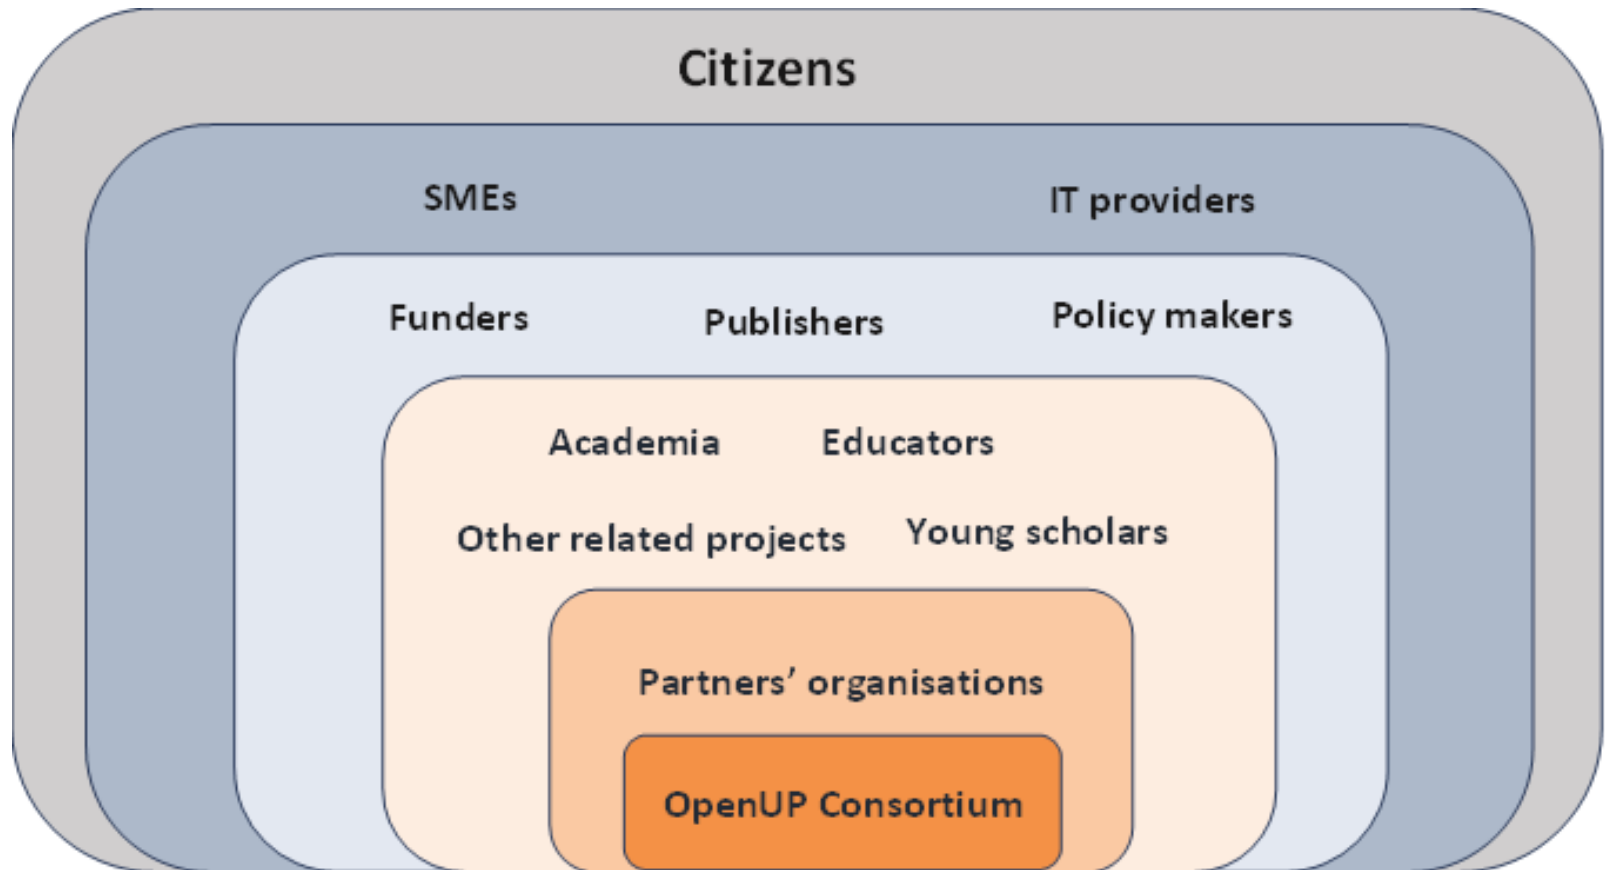 Citizens
SMEs
IT providers
Funders
Publishers
Policy makers
Academia
Educators
Other related projects
Young scholars
Partners’ organisations
OpenUP Consortium